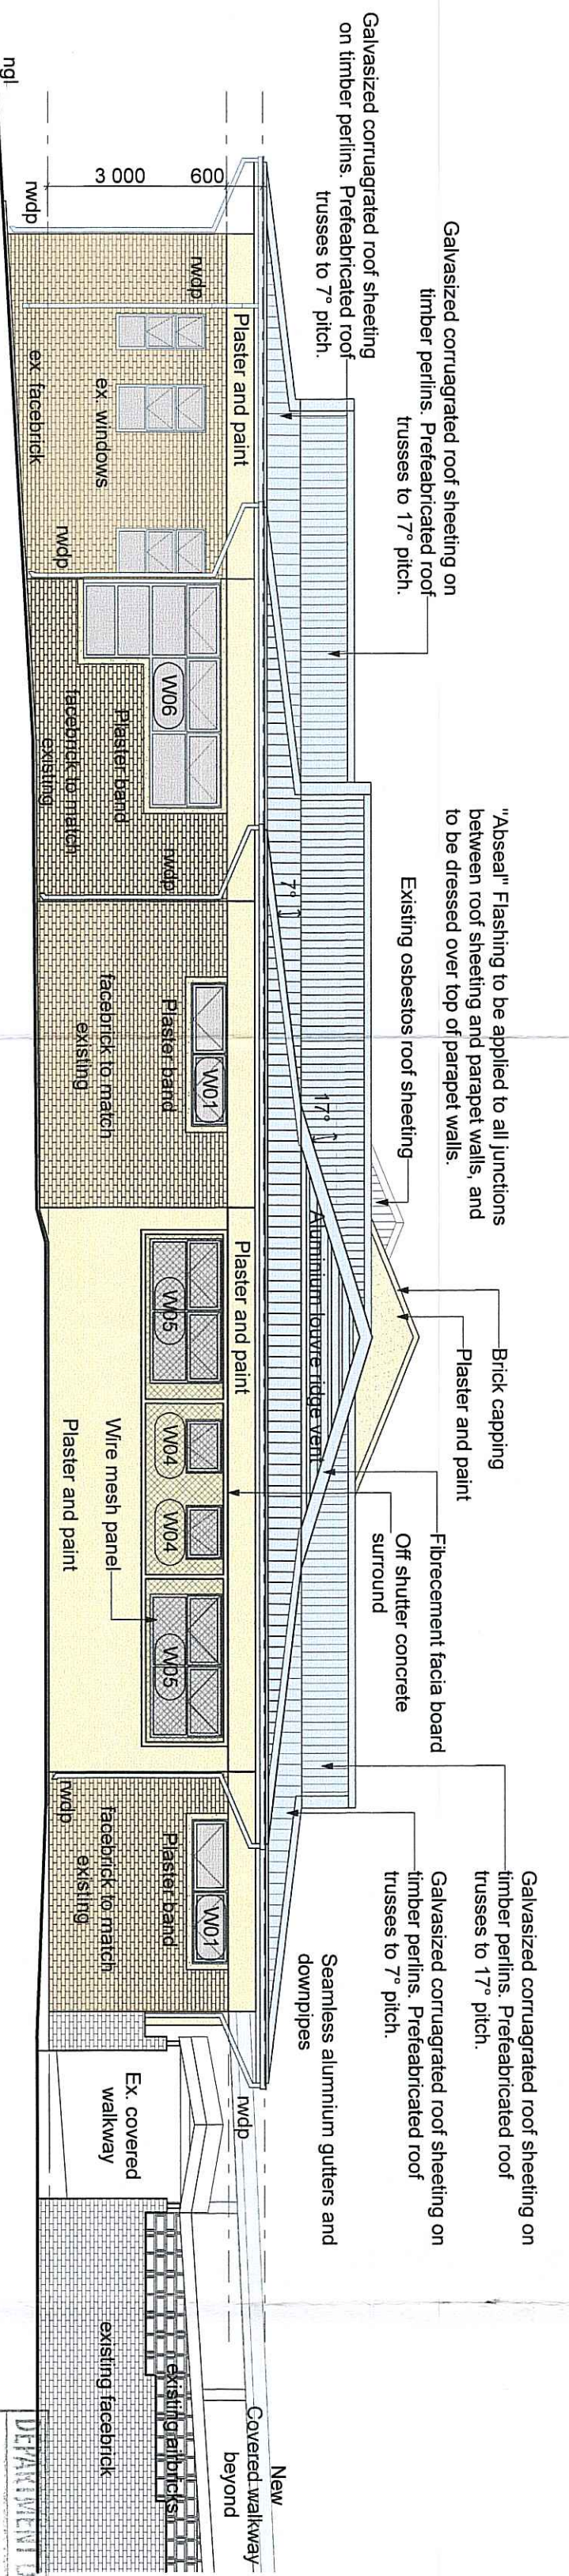 Galvasized corruagrated roof sheeting
on timber perlins. Prefeabricated roof
trusses to 7° pitch.
Galvasized corruagrated roof sheeting on
timber perlins. Prefeabricated roof
trusses to 17° pitch.
"Abseal" Flashing to be applied to all junctions
between roof sheeting and parapet walls, and
to be dressed over top of parapet walls.
Existing osbestos roof sheeting
Brick capping
Plaster and paint
Fibrecement facia board
Off shutter concrete
surround
Galvasized corruagrated roof sheeting on
timber perlins. Prefeabricated roof
trusses to 17° pitch.
Galvasized corruagrated roof sheeting on
timber perlins. Prefeabricated roof
trusses to 7° pitch.
Seamless alumnium gutters and
downpipes
7°
17°
Aluminium louvre ridge vent
600
3 000
ngl
rwdp
rwdp
Plaster and paint
ex. windows
ex. facebrick
rwdp
W06
Plaster band
facebrick to match
existing
rwdp
W01
Plaster band
facebrick to match
existing
Plaster and paint
W05
W04
W04
W05
Wire mesh panel
Plaster and paint
rwdp
W01
Plaster band
facebrick to match
existing
rwdp
Ex. covered
walkway
existing airbricks
existing facebrick
New
Covered walkway
beyond
DEPARTMENT